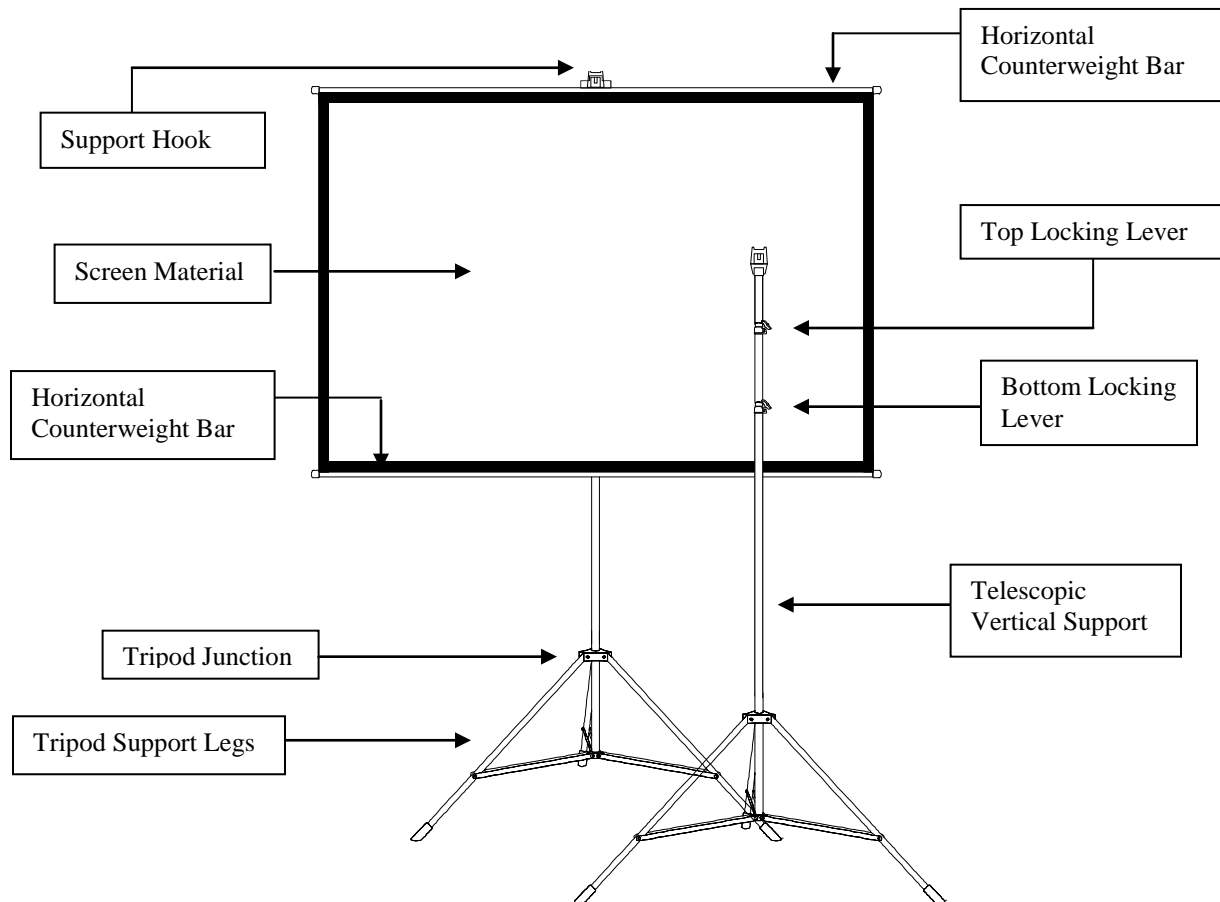 Horizontal
Counterweight Bar
Support Hook
Top Locking Lever
Screen Material
Bottom Locking
Lever
Horizontal
Counterweight Bar
Telescopic
Vertical Support
Tripod Junction
Tripod Support Legs